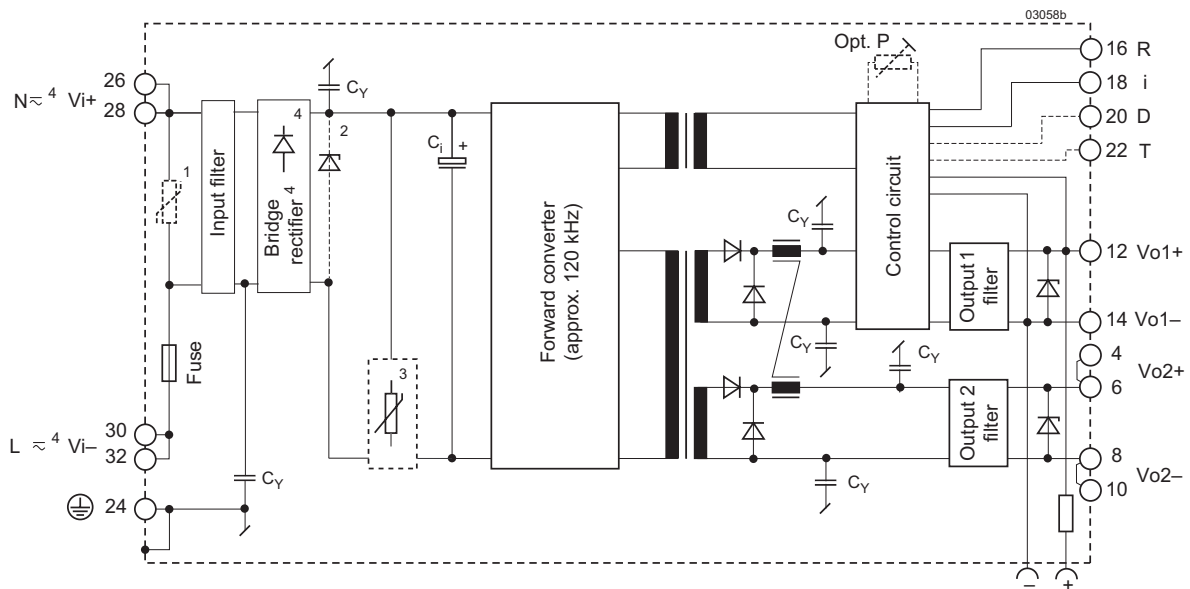 03058b
Opt. P
16 R
18 i
20 D
22 T
26
N ≂ 4 Vi+
28
CY
4
2
Ci +
1
Input filter
Bridge rectifier 4
Forward converter
(approx. 120 kHz)
Control circuit
CY
12 Vo1+
Output 1
filter
14 Vo1–
CY
CY
4
Vo2+
6
Fuse
3
Output 2
filter
30
L ≂ 4 Vi–
32
8
Vo2–
10
CY
CY
24
– +